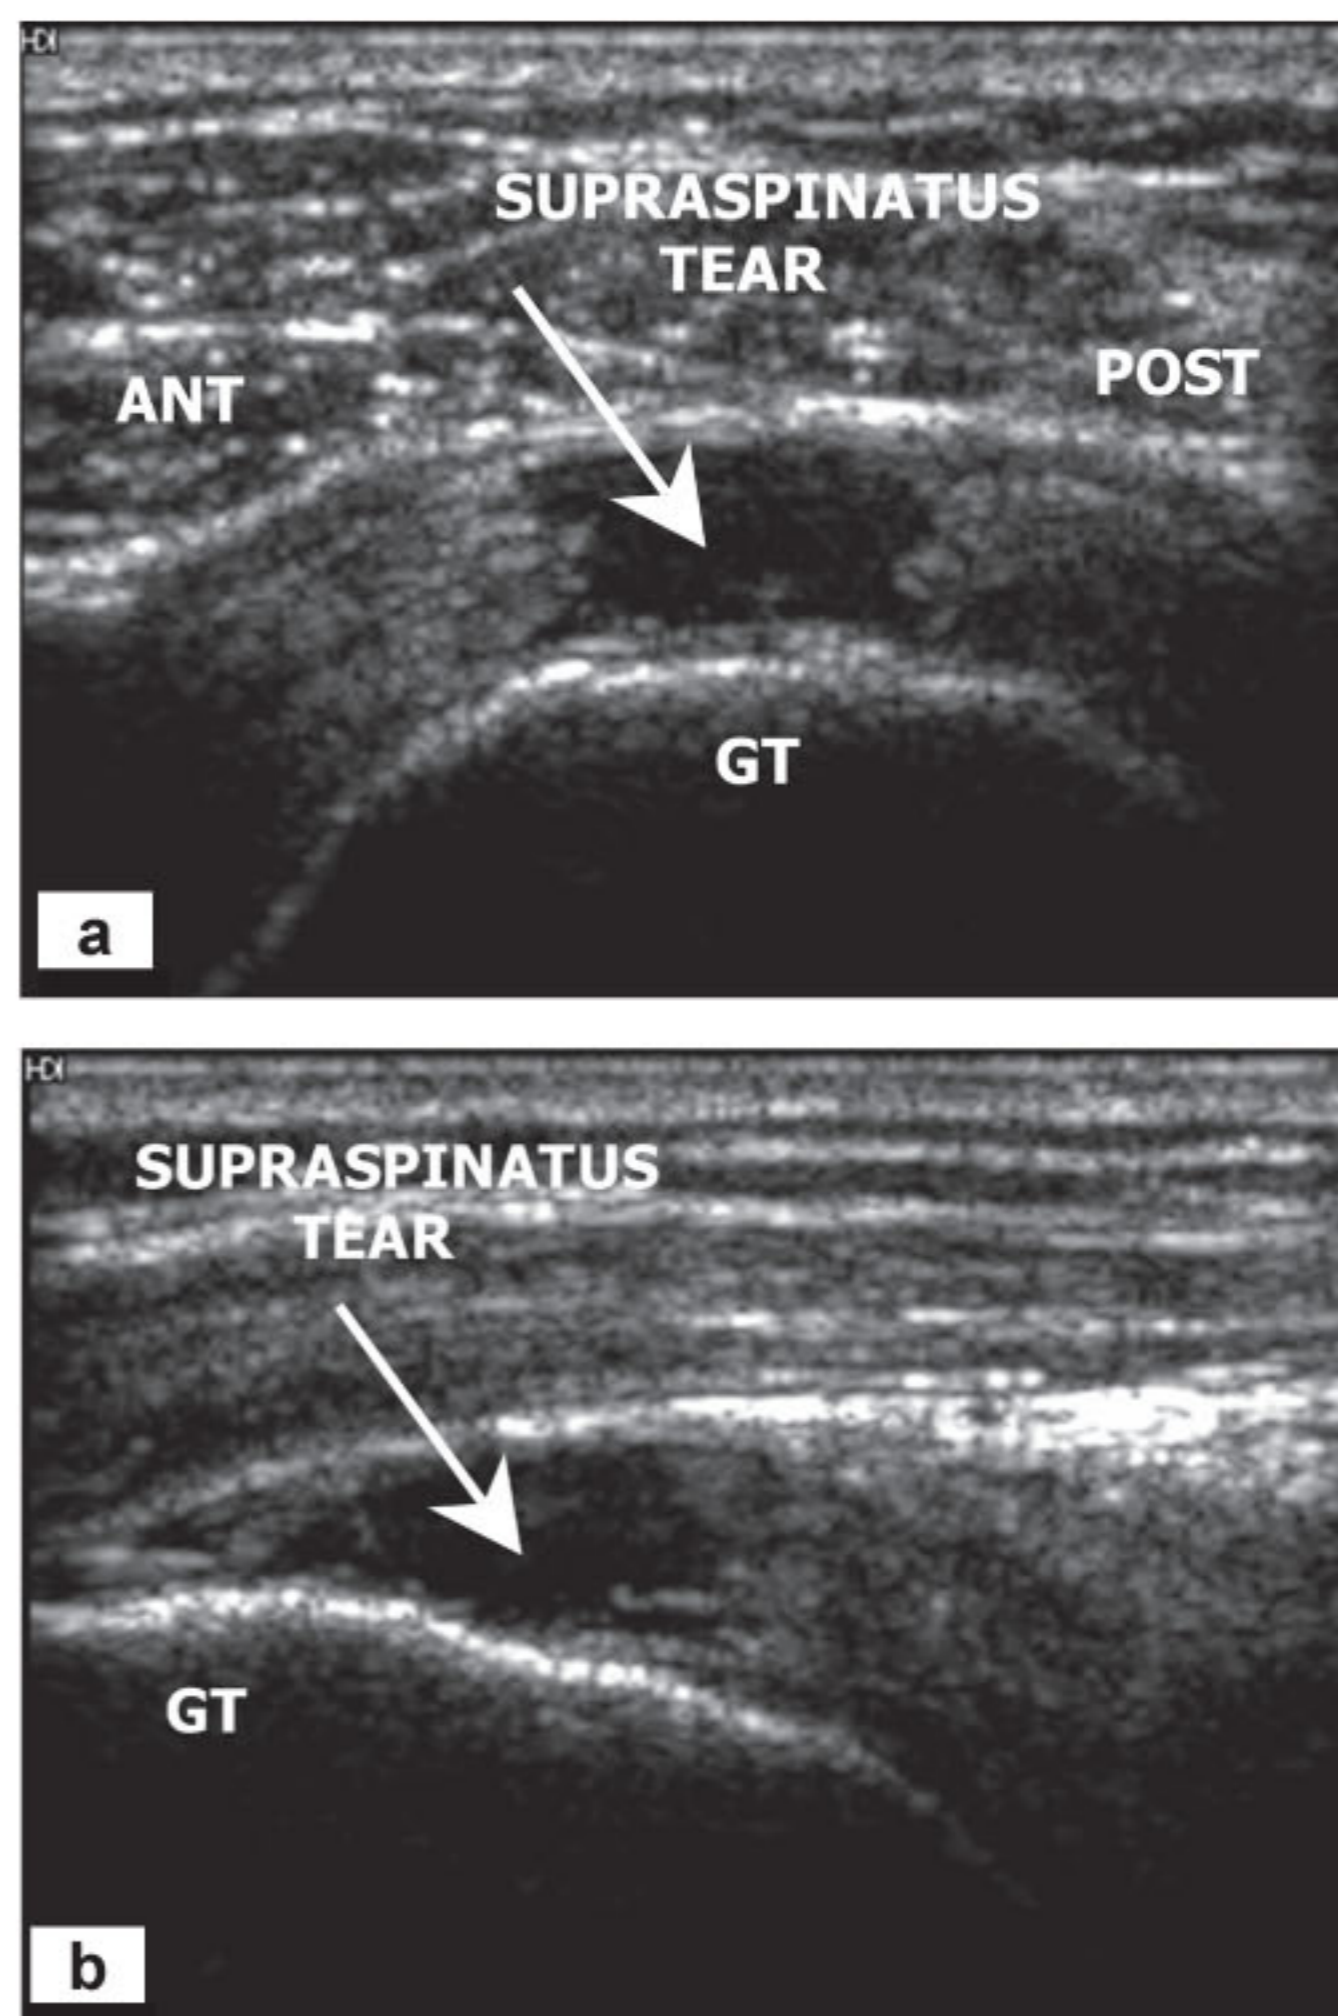 HDI
SUPRASPINATUS
TEAR
ANT
POST
GT
a
HDI
SUPRASPINATUS
TEAR
GT
b